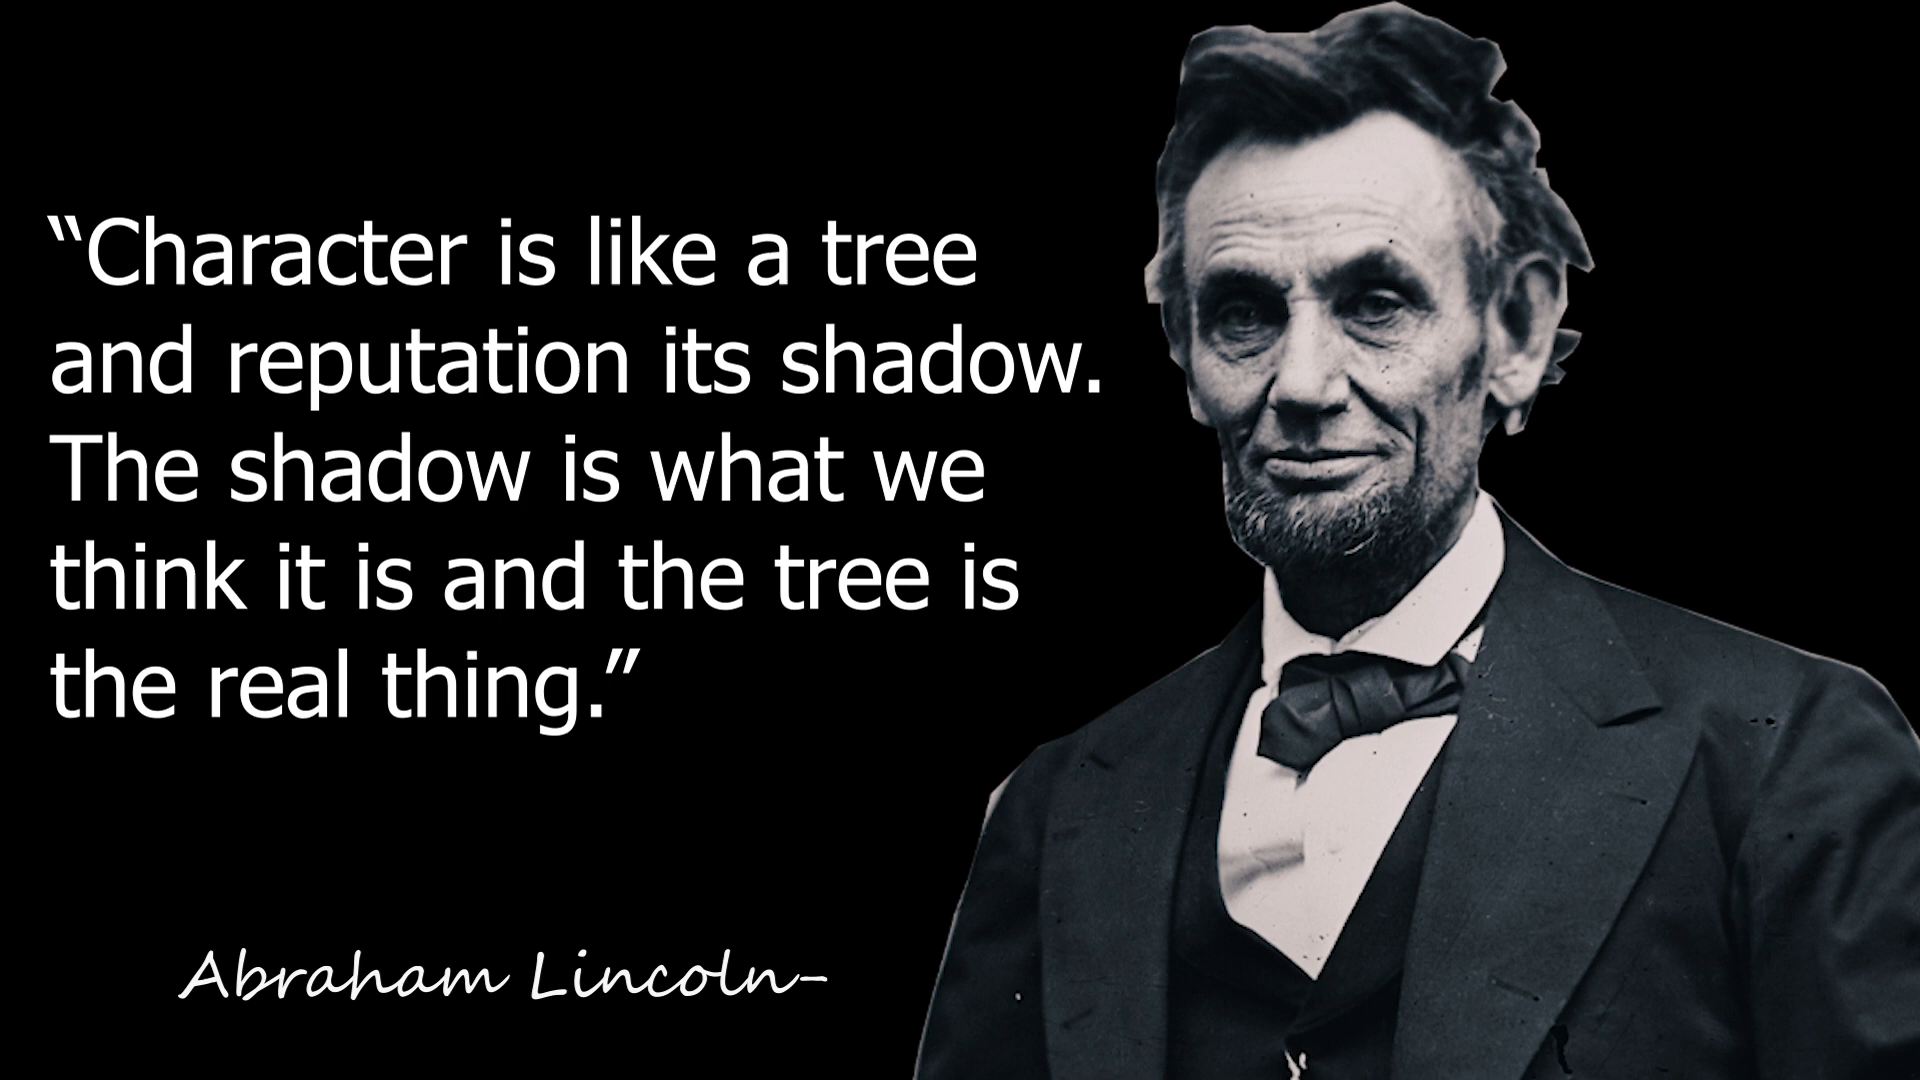 “Character is like a tree
and reputation its shadow.
The shadow is what we
think it is and the tree is
the real thing.”
Abraham Lincoln-